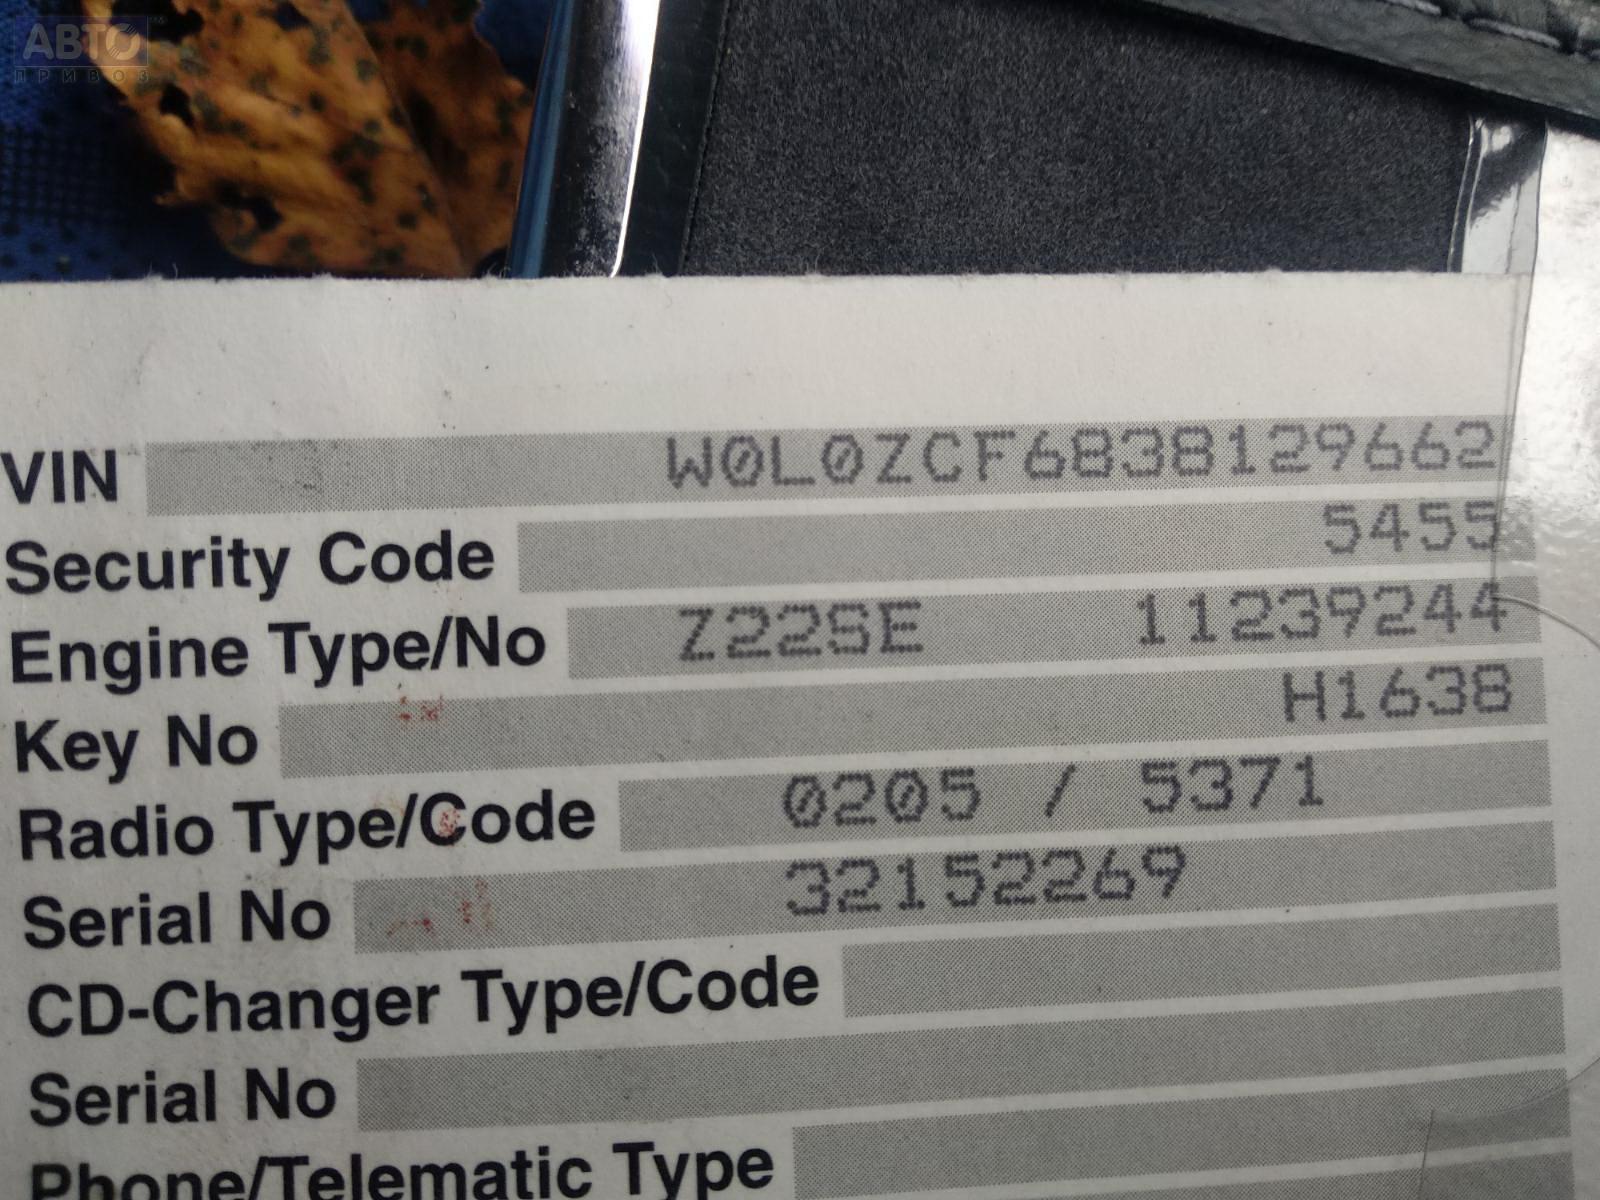 АВТО
ПРИВОЗ
VIN W0L0ZCF6838129662
Security Code 5455
Engine Type/No Z22SE 11239244
Key No H1638
Radio Type/Code 0205 / 5371
Serial No 32152269
CD-Changer Type/Code
Serial No
Phone/Telematic Type